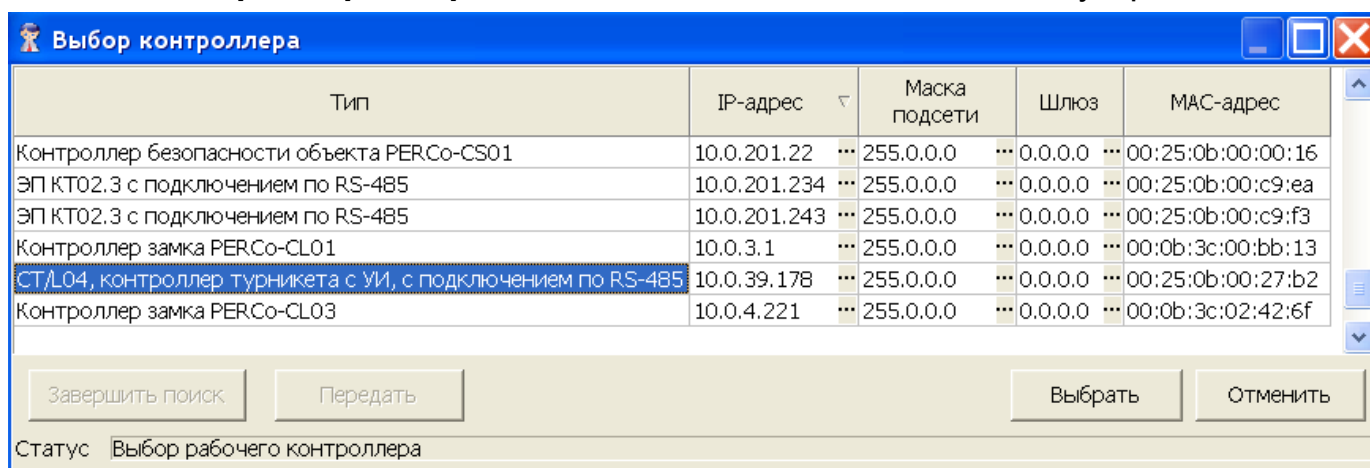 Выбор контроллера
Тип IP-адрес Маска подсети Шлюз MAC-адрес
Контроллер безопасности объекта PERCo-CS01 10.0.201.22 ... 255.0.0.0 ... 0.0.0.0 ... 00:25:0b:00:00:16
ЭП КТ02.3 с подключением по RS-485 10.0.201.234 ... 255.0.0.0 ... 0.0.0.0 ... 00:25:0b:00:c9:ea
ЭП КТ02.3 с подключением по RS-485 10.0.201.243 ... 255.0.0.0 ... 0.0.0.0 ... 00:25:0b:00:c9:f3
Контроллер замка PERCo-CL01 10.0.3.1 ... 255.0.0.0 ... 0.0.0.0 ... 00:0b:3c:00:bb:13
CT/L04, контроллер турникета с УИ, с подключением по RS-485 10.0.39.178 ... 255.0.0.0 ... 0.0.0.0 ... 00:25:0b:00:27:b2
Контроллер замка PERCo-CL03 10.0.4.221 ... 255.0.0.0 ... 0.0.0.0 ... 00:0b:3c:02:42:6f
Завершить поиск Передать Выбрать Отменить
Статус Выбор рабочего контроллера